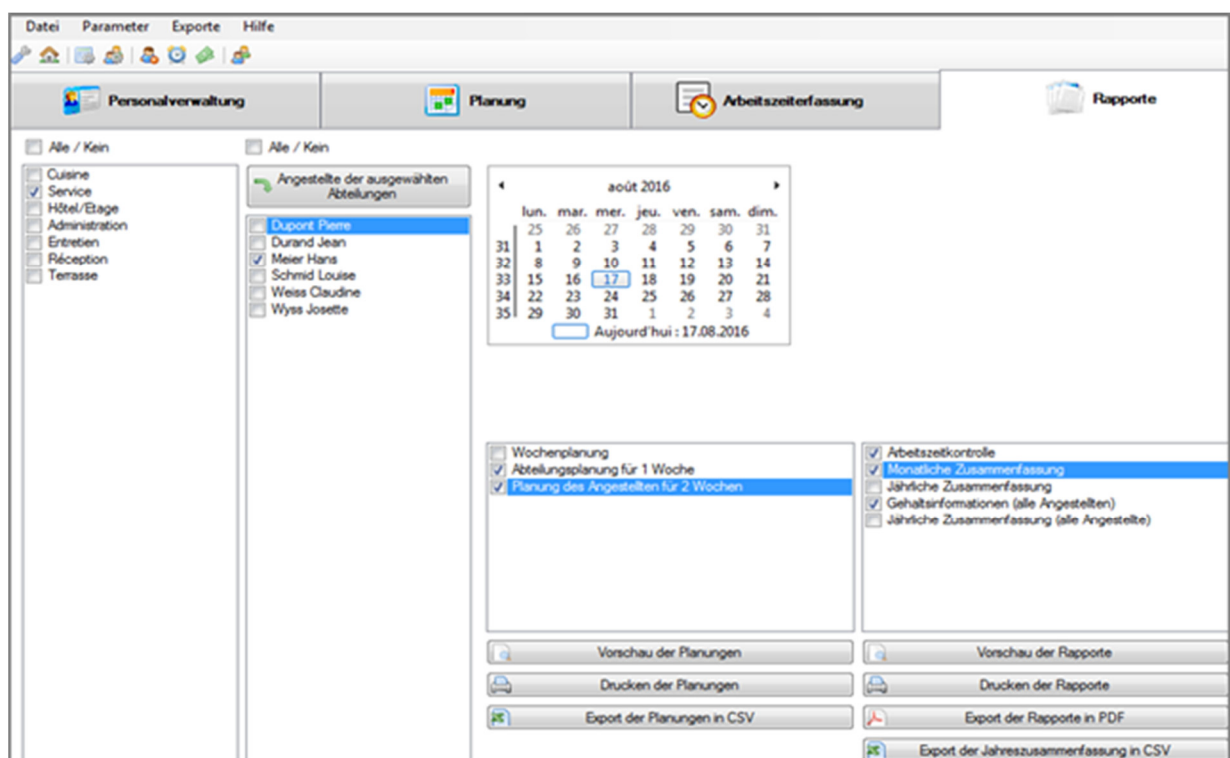 Datei Parameter Exporte Hilfe
Personalverwaltung Planung Arbeitszeiterfassung Rapporte
Alle / Kein
Cuisine
Service
Hôtel/Etage
Administration
Entretien
Réception
Terrasse
Alle / Kein
Angestellte der ausgewählten
Abteilungen
Dupont Pierre
Durand Jean
Meier Hans
Schmid Louise
Weiss Claudine
Wyss Josette
août 2016
lun. mar. mer. jeu. ven. sam. dim.
25 26 27 28 29 30 31
31 1 2 3 4 5 6 7
32 8 9 10 11 12 13 14
33 15 16 17 18 19 20 21
34 22 23 24 25 26 27 28
35 29 30 31 1 2 3 4
Aujourd'hui : 17.08.2016
Wochenplanung
Abteilungsplanung für 1 Woche
Planung des Angestellten für 2 Wochen
Vorschau der Planungen
Drucken der Planungen
Export der Planungen in CSV
Arbeitszeitkontrolle
Monatliche Zusammenfassung
Jährliche Zusammenfassung
Gehaltsinformationen (alle Angestellten)
Jährliche Zusammenfassung (alle Angestellte)
Vorschau der Rapporte
Drucken der Rapporte
Export der Rapporte in PDF
Export der Jahreszusammenfassung in CSV